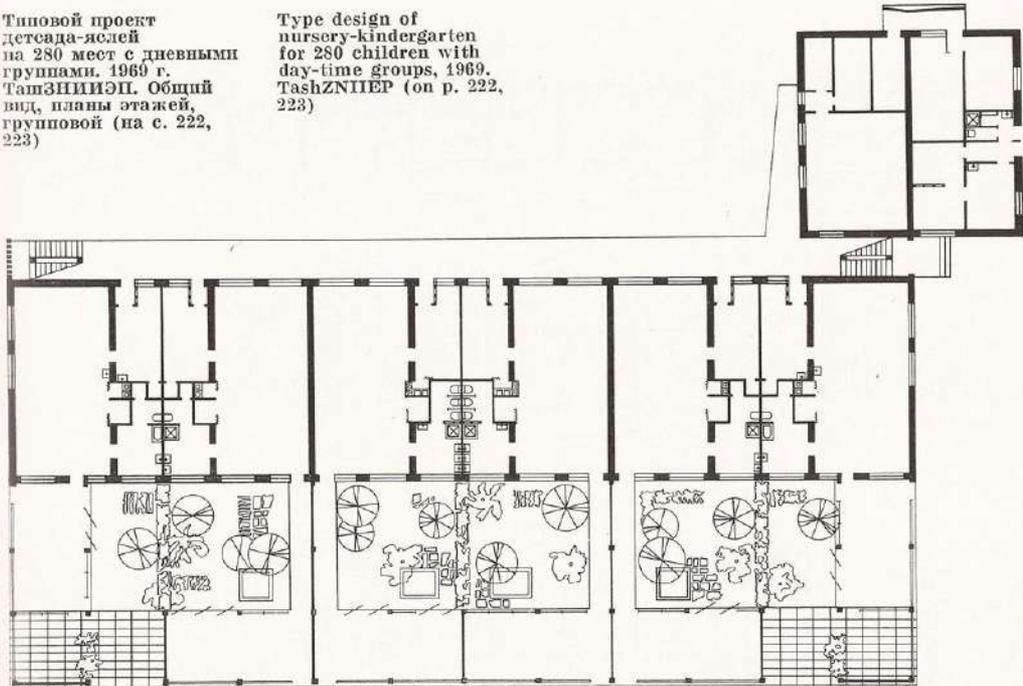 Типовой проект
детсада-яслей
на 280 мест с дневными
группами. 1969 г.
ТашЗНИИЭП. Общий
вид, планы этажей,
групповой (на с. 222,
223)
Type design of
nursery-kindergarten
for 280 children with
day-time groups, 1969.
TashZNIIEP (on p. 222,
223)